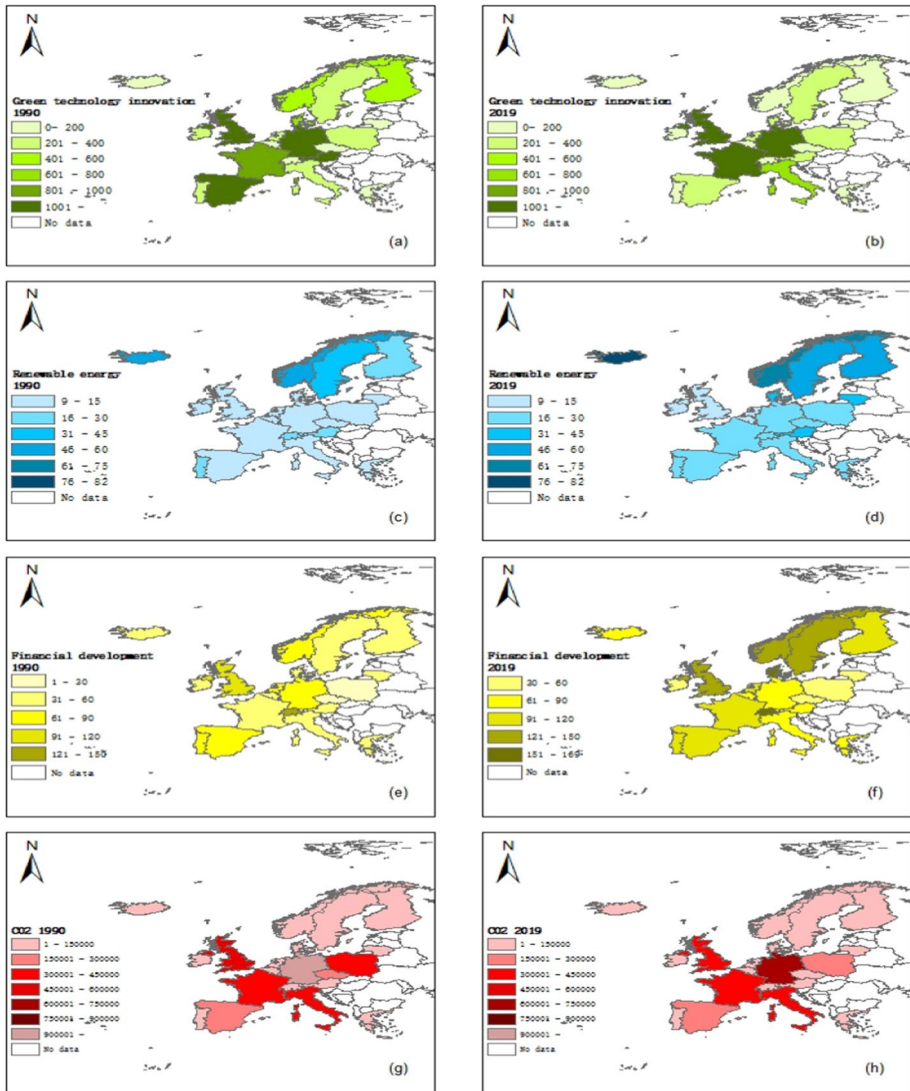 N
Green technology innovation
1990
0- 200
201 - 400
401 - 600
601 - 800
801 - 1000
1001 -
No data
(a)
N
Green technology innovation
2019
0- 200
201 - 400
401 - 600
601 - 800
801 - 1000
1001 -
No data
(b)
N
Renewable energy
1990
9 - 15
16 - 30
31 - 45
46 - 60
61 - 75
76 - 82
No data
(c)
N
Renewable energy
2019
9 - 15
16 - 30
31 - 45
46 - 60
61 - 75
76 - 82
No data
(d)
N
Financial development
1990
1 - 30
31 - 60
61 - 90
91 - 120
121 - 150
No data
(e)
N
Financial development
2019
30 - 60
61 - 90
91 - 120
121 - 150
151 - 169
No data
(f)
N
CO2 1990
1 - 150000
150001 - 300000
300001 - 450000
450001 - 600000
600001 - 750000
750001 - 900000
900001 -
No data
(g)
N
CO2 2019
1 - 150000
150001 - 300000
300001 - 450000
450001 - 600000
600001 - 750000
750001 - 900000
900001 -
No data
(h)